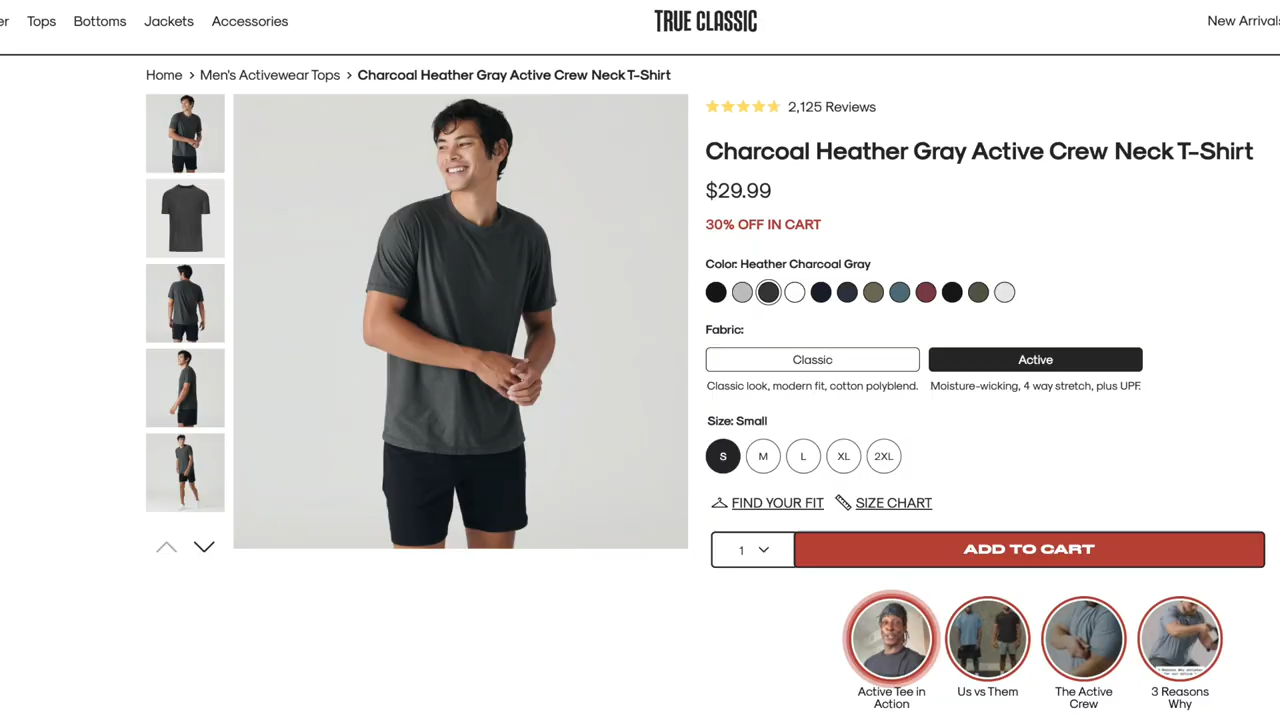 er Tops Bottoms Jackets Accessories
TRUE CLASSIC
New Arrivals
Home > Men's Activewear Tops > Charcoal Heather Gray Active Crew Neck T-Shirt
2,125 Reviews
Charcoal Heather Gray Active Crew Neck T-Shirt
$29.99
30% OFF IN CART
Color: Heather Charcoal Gray
Fabric:
Classic
Active
Classic look, modern fit, cotton polyblend.
Moisture-wicking, 4 way stretch, plus UPF.
Size: Small
S M L XL 2XL
FIND YOUR FIT
SIZE CHART
1
ADD TO CART
Active Tee in
Action
Us vs Them
The Active
Crew
3 Reasons
Why